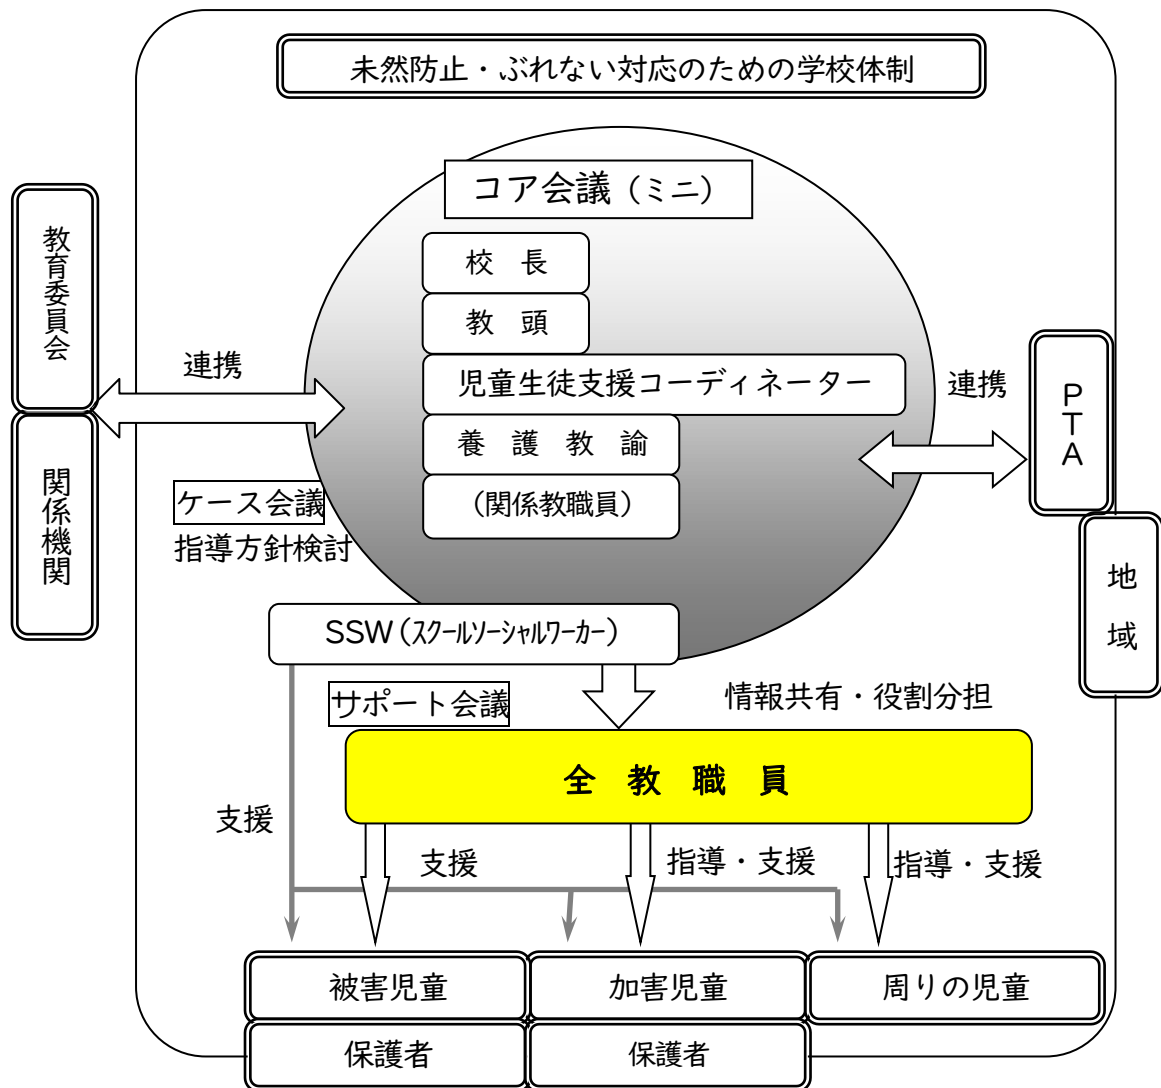 未然防止・ぶれない対応のための学校体制
コア会議（ミニ）
校　長
教　頭
児童生徒支援コーディネーター
養　護　教　諭
（関係教職員）
教育委員会
関係機関
連携
連携
PTA
地域
ケース会議
指導方針検討
SSW（スクールソーシャルワーカー）
サポート会議
情報共有・役割分担
全　教　職　員
支援
支援
指導・支援
指導・支援
被害児童
加害児童
周りの児童
保護者
保護者